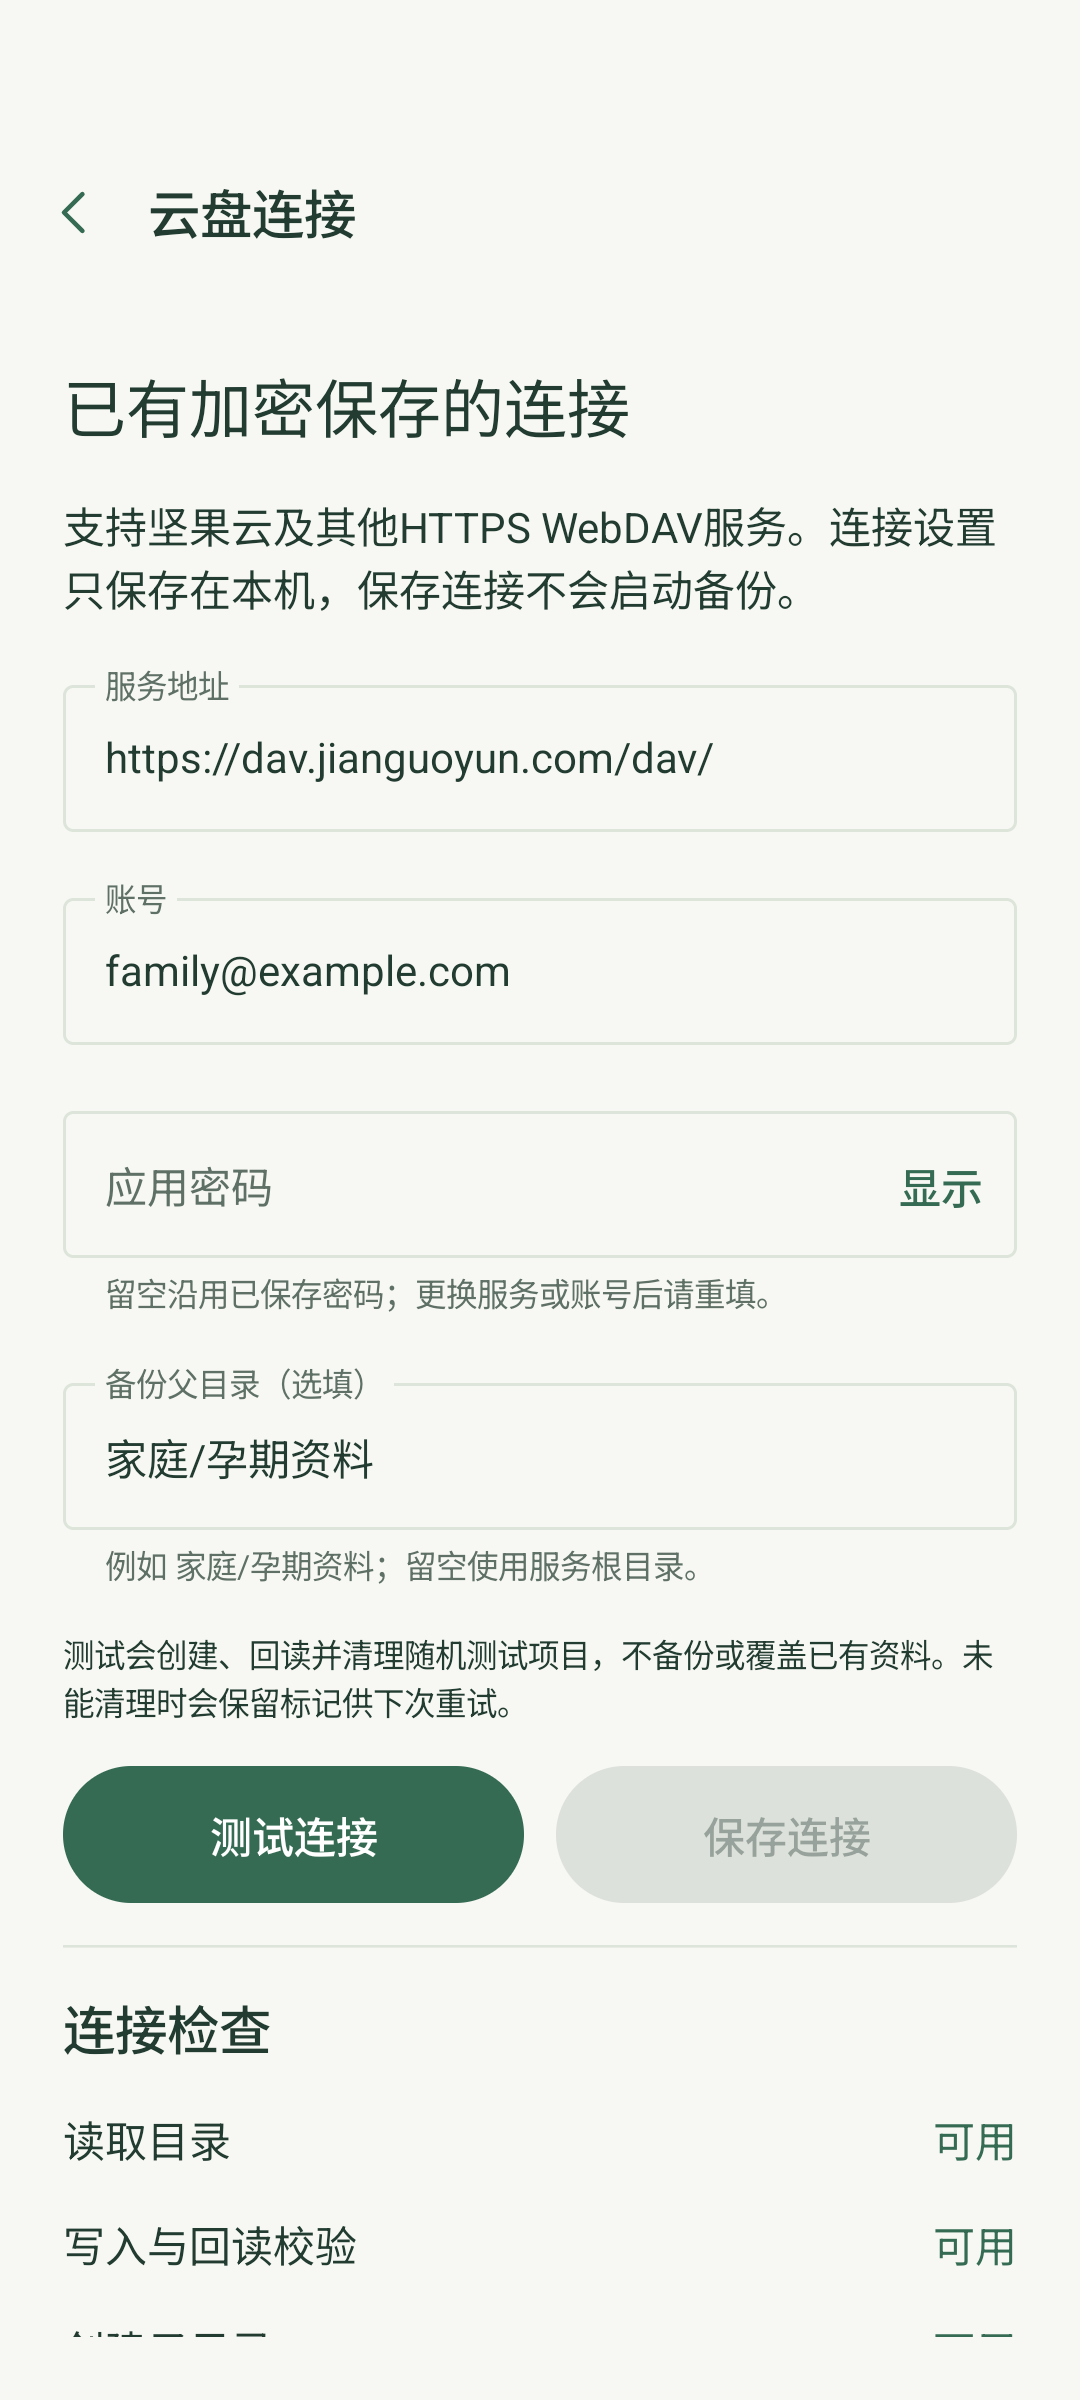 云盘连接
已有加密保存的连接
支持坚果云及其他HTTPS WebDAV服务。连接设置
只保存在本机，保存连接不会启动备份。
服务地址
https://dav.jianguoyun.com/dav/
账号
family@example.com
应用密码
显示
留空沿用已保存密码；更换服务或账号后请重填。
备份父目录（选填）
家庭/孕期资料
例如 家庭/孕期资料；留空使用服务根目录。
测试会创建、回读并清理随机测试项目，不备份或覆盖已有资料。未
能清理时会保留标记供下次重试。
测试连接
保存连接
连接检查
读取目录
可用
写入与回读校验
可用